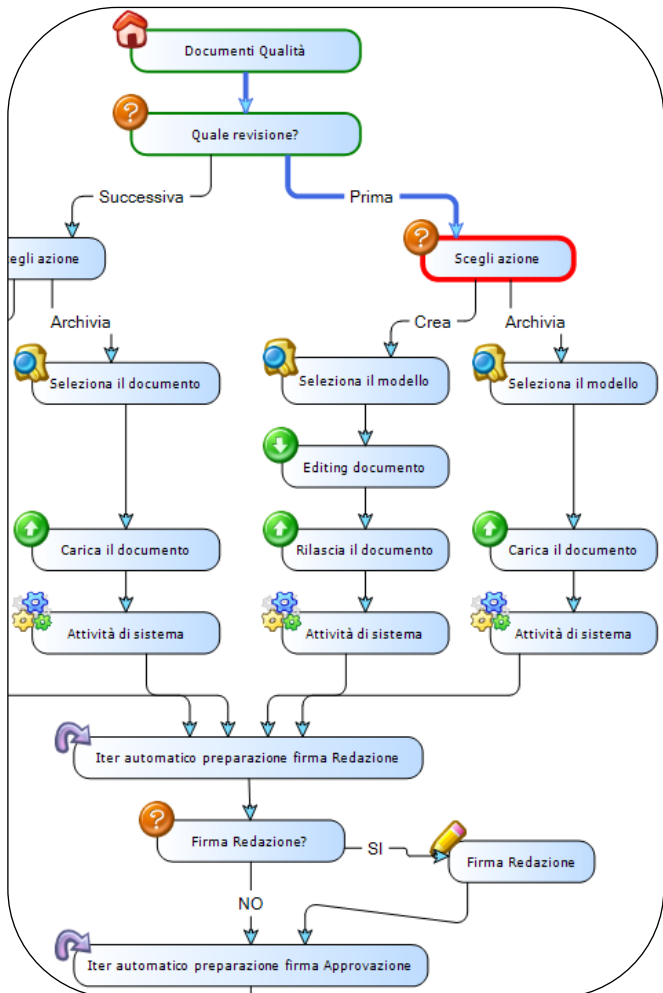 Documenti Qualità
Quale revisione?
Successiva
Prima
egli azione
Scegli azione
Archivia
Crea
Archivia
Seleziona il documento
Seleziona il modello
Seleziona il modello
Editing documento
Carica il documento
Rilascia il documento
Carica il documento
Attività di sistema
Attività di sistema
Attività di sistema
Iter automatico preparazione firma Redazione
Firma Redazione?
SI
Firma Redazione
NO
Iter automatico preparazione firma Approvazione